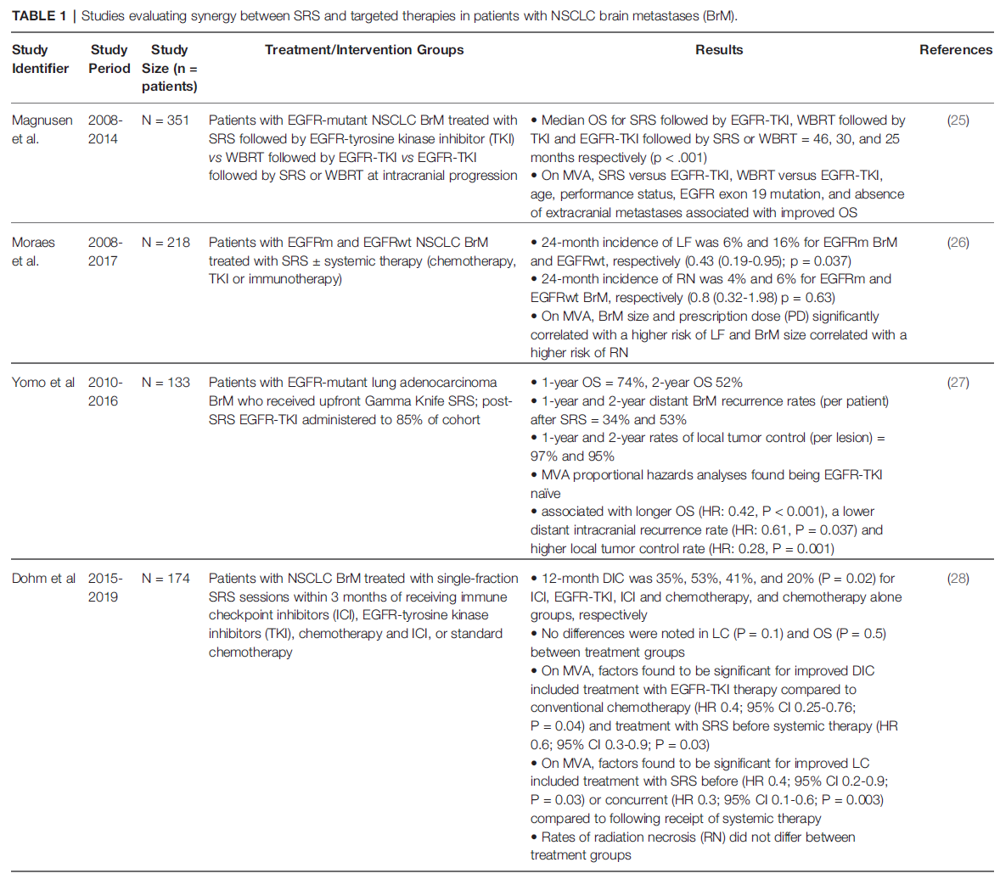 TABLE 1 | Studies evaluating synergy between SRS and targeted therapies in patients with NSCLC brain metastases (BrM).
Study Identifier
Study Period
Study Size (n = patients)
Treatment/Intervention Groups
Results
References
Magnusen
et al.
2008-
2014
N = 351
Patients with EGFR-mutant NSCLC BrM treated with
SRS followed by EGFR-tyrosine kinase inhibitor (TKI)
vs WBRT followed by EGFR-TKI vs EGFR-TKI
followed by SRS or WBRT at intracranial progression
• Median OS for SRS followed by EGFR-TKI, WBRT followed by
TKI and EGFR-TKI followed by SRS or WBRT = 46, 30, and 25
months respectively (p < .001)
• On MVA, SRS versus EGFR-TKI, WBRT versus EGFR-TKI,
age, performance status, EGFR exon 19 mutation, and absence
of extracranial metastases associated with improved OS
(25)
Moraes
et al.
2008-
2017
N = 218
Patients with EGFRm and EGFRwt NSCLC BrM
treated with SRS ± systemic therapy (chemotherapy,
TKI or immunotherapy)
• 24-month incidence of LF was 6% and 16% for EGFRm BrM
and EGFRwt, respectively (0.43 (0.19-0.95); p = 0.037)
• 24-month incidence of RN was 4% and 6% for EGFRm and
EGFRwt BrM, respectively (0.8 (0.32-1.98) p = 0.63)
• On MVA, BrM size and prescription dose (PD) significantly
correlated with a higher risk of LF and BrM size correlated with a
higher risk of RN
(26)
Yomo et al
2010-
2016
N = 133
Patients with EGFR-mutant lung adenocarcinoma
BrM who received upfront Gamma Knife SRS; post-
SRS EGFR-TKI administered to 85% of cohort
• 1-year OS = 74%, 2-year OS 52%
• 1-year and 2-year distant BrM recurrence rates (per patient)
after SRS = 34% and 53%
• 1-year and 2-year rates of local tumor control (per lesion) =
97% and 95%
• MVA proportional hazards analyses found being EGFR-TKI
naïve
• associated with longer OS (HR: 0.42, P < 0.001), a lower
distant intracranial recurrence rate (HR: 0.61, P = 0.037) and
higher local tumor control rate (HR: 0.28, P = 0.001)
(27)
Dohm et al
2015-
2019
N = 174
Patients with NSCLC BrM treated with single-fraction
SRS sessions within 3 months of receiving immune
checkpoint inhibitors (ICI), EGFR-tyrosine kinase
inhibitors (TKI), chemotherapy and ICI, or standard
chemotherapy
• 12-month DIC was 35%, 53%, 41%, and 20% (P = 0.02) for
ICI, EGFR-TKI, ICI and chemotherapy, and chemotherapy alone
groups, respectively
• No differences were noted in LC (P = 0.1) and OS (P = 0.5)
between treatment groups
• On MVA, factors found to be significant for improved DIC
included treatment with EGFR-TKI therapy compared to
conventional chemotherapy (HR 0.4; 95% CI 0.25-0.76;
P = 0.04) and treatment with SRS before systemic therapy (HR
0.6; 95% CI 0.3-0.9; P = 0.03)
• On MVA, factors found to be significant for improved LC
included treatment with SRS before (HR 0.4; 95% CI 0.2-0.9;
P = 0.03) or concurrent (HR 0.3; 95% CI 0.1-0.6; P = 0.003)
compared to following receipt of systemic therapy
• Rates of radiation necrosis (RN) did not differ between
treatment groups
(28)